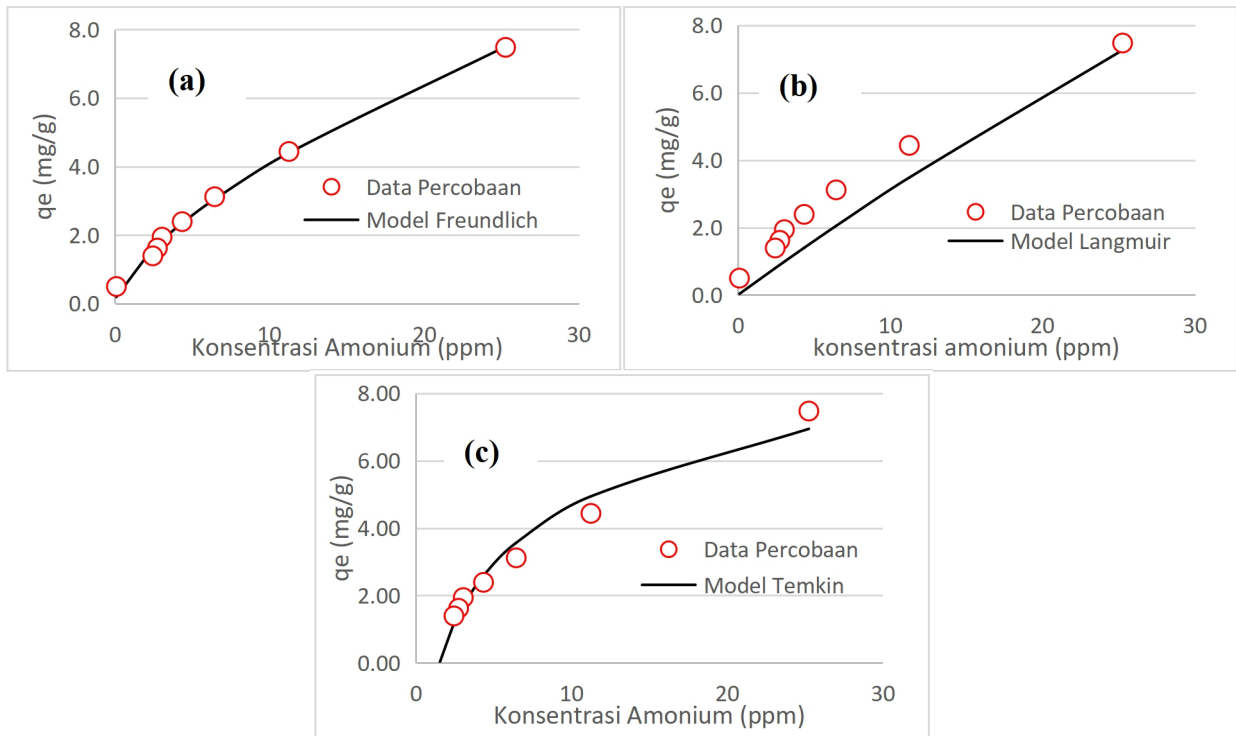 (a)
8.0
6.0
4.0
2.0
0.0
qe (mg/g)
Data Percobaan
Model Freundlich
0 10 20 30
Konsentrasi Amonium (ppm)
(b)
8.0
6.0
4.0
2.0
0.0
qe (mg/g)
Data Percobaan
Model Langmuir
0 10 20 30
konsentrasi amonium (ppm)
(c)
8.00
6.00
4.00
2.00
0.00
qe (mg/g)
Data Percobaan
Model Temkin
0 10 20 30
Konsentrasi Amonium (ppm)